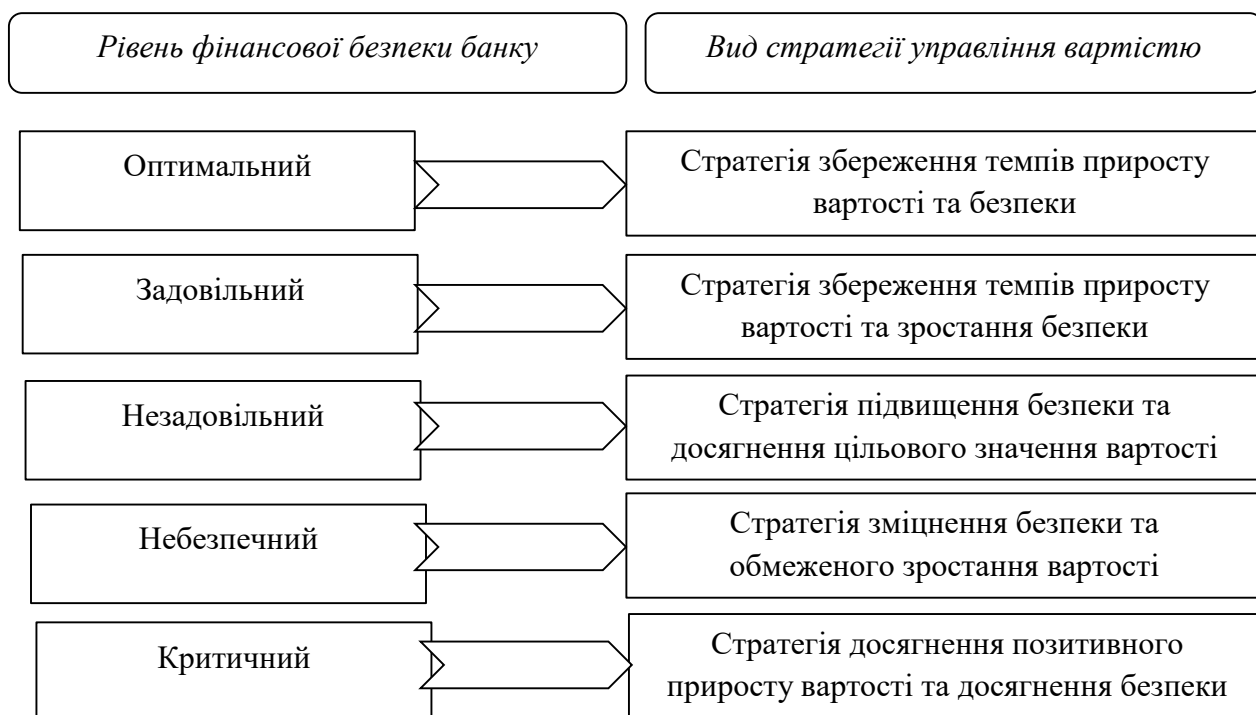 Рівень фінансової безпеки банку
Вид стратегії управління вартістю
Оптимальний
Стратегія збереження темпів приросту
вартості та безпеки
Задовільний
Стратегія збереження темпів приросту
вартості та зростання безпеки
Незадовільний
Стратегія підвищення безпеки та
досягнення цільового значення вартості
Небезпечний
Стратегія зміцнення безпеки та
обмеженого зростання вартості
Критичний
Стратегія досягнення позитивного
приросту вартості та досягнення безпеки